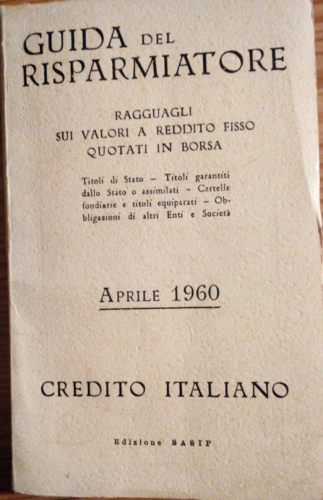 GUIDA DEL
RISPARMIATORE
RAGGUAGLI
SUI VALORI A REDDITO FISSO
QUOTATI IN BORSA
Titoli di Stato - Titoli garantiti
dallo Stato o assimilati - Cartelle
fondiarie e titoli equiparati - Ob-
bligazioni di altri Enti e Società
APRILE 1960
CREDITO ITALIANO
Edizione SASIP